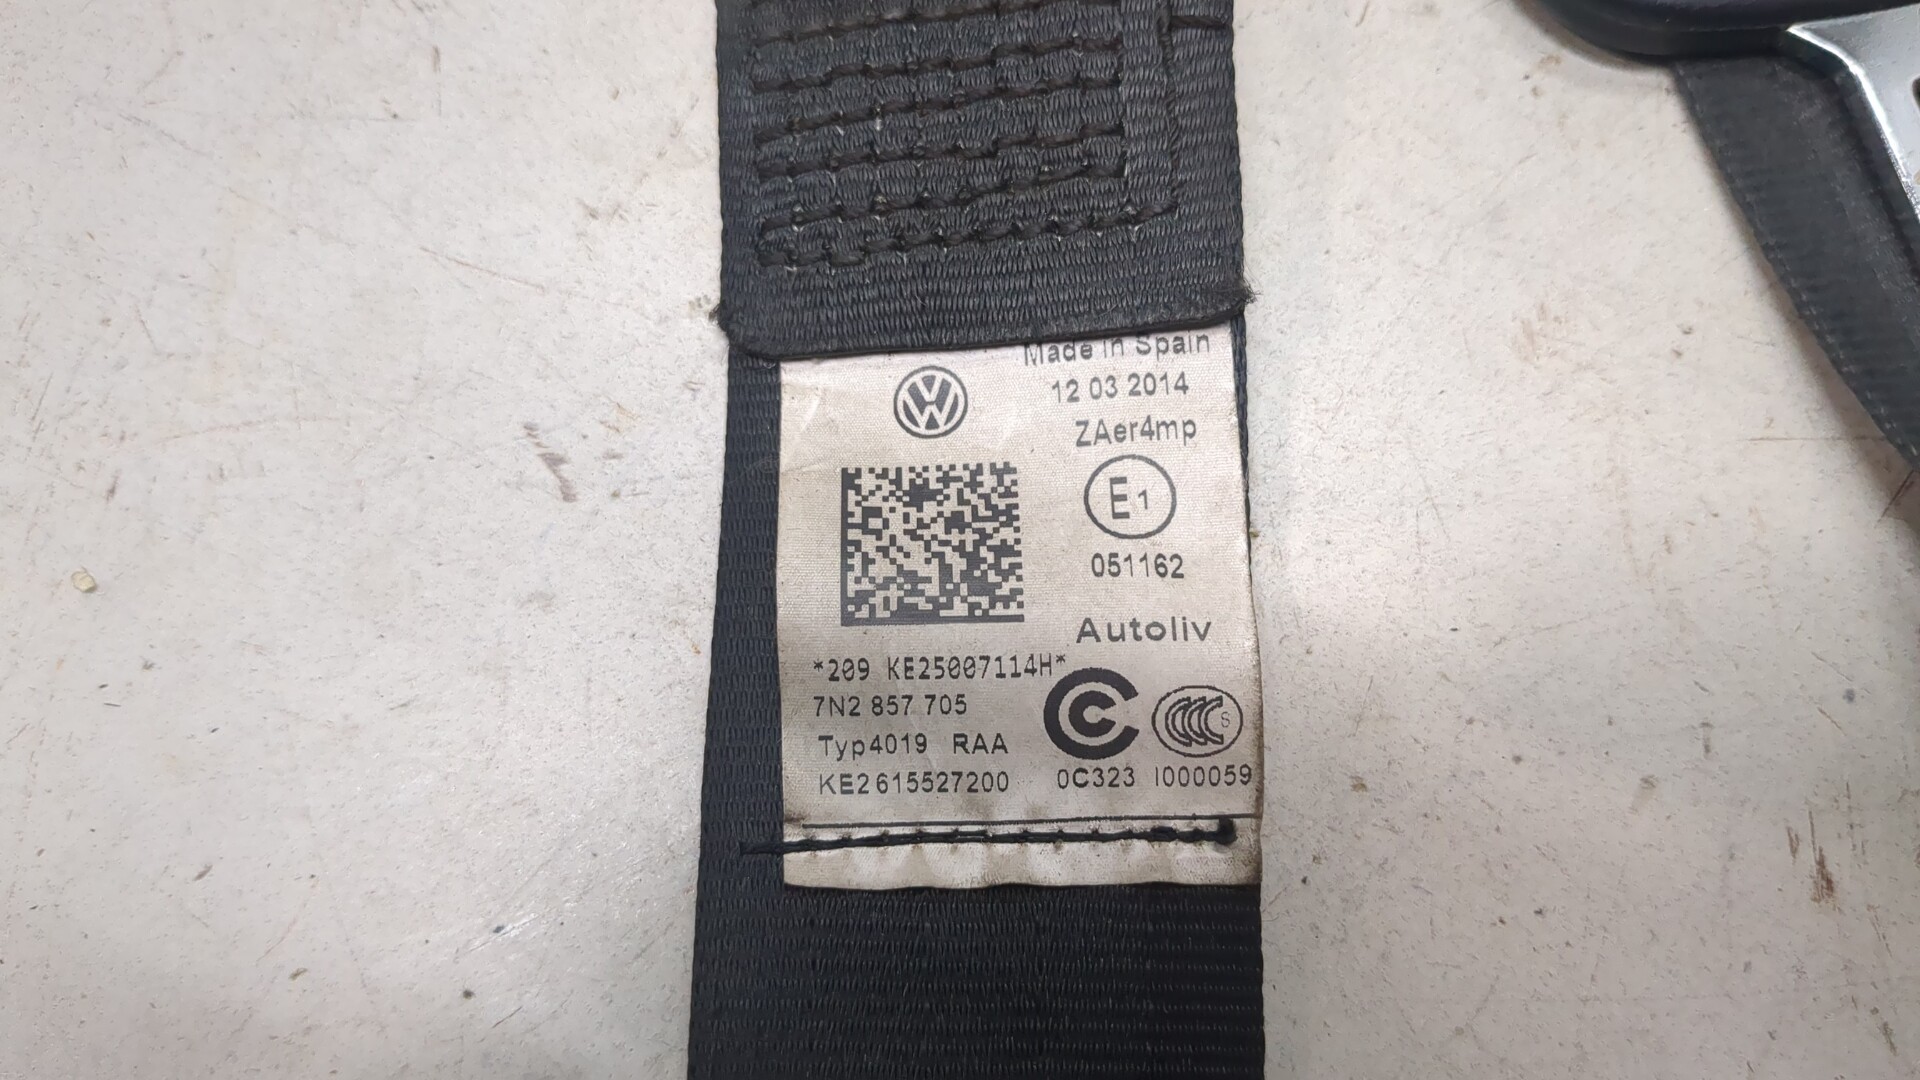 Made in Spain
12 03 2014
ZAer4mp
E1
051162
Autoliv
*209 KE25007114H*
7N2 857 705
Typ4019 RAA
KE2615527200
0C323 I000059